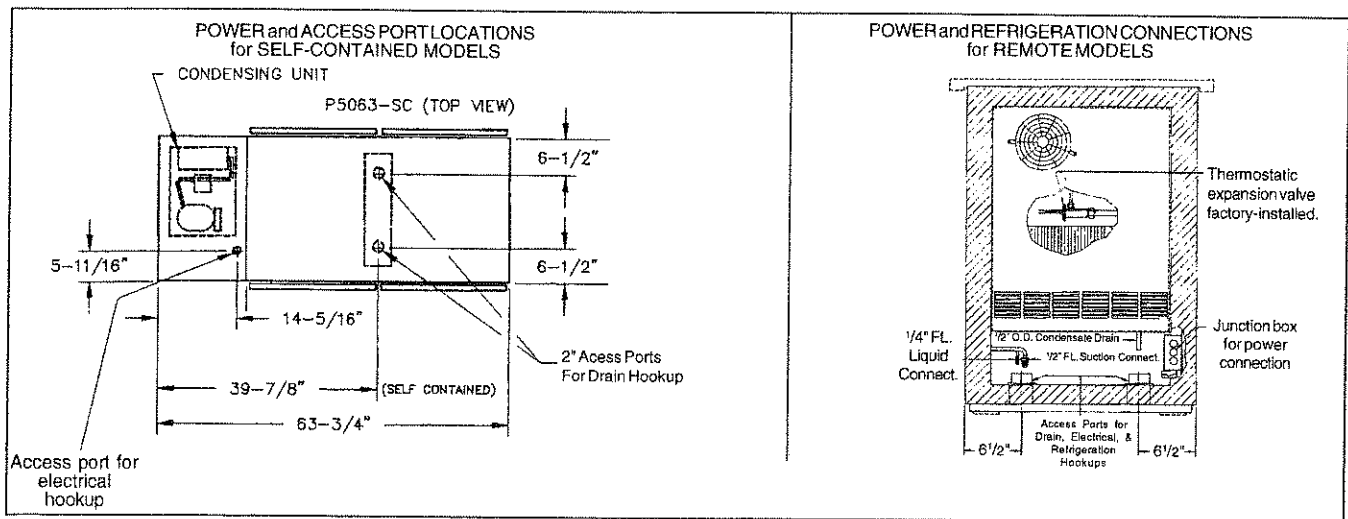 POWER and ACCESS PORT LOCATIONS
for SELF-CONTAINED MODELS
CONDENSING UNIT
P5063-SC (TOP VIEW)
6-1/2"
5-11/16"
6-1/2"
14-5/16"
2" Acess Ports
For Drain Hookup
39-7/8"
(SELF CONTAINED)
63-3/4"
Access port for
electrical
hookup
POWER and REFRIGERATION CONNECTIONS
for REMOTE MODELS
Thermostatic
expansion valve
factory-installed.
1/4" FL.
Liquid
Connect.
1/2" O.D. Condensate Drain
1/2" FL. Suction Connect.
Junction box
for power
connection
6 1/2"
Access Ports for
Drain, Electrical, &
Refrigeration
Hookups
6 1/2"